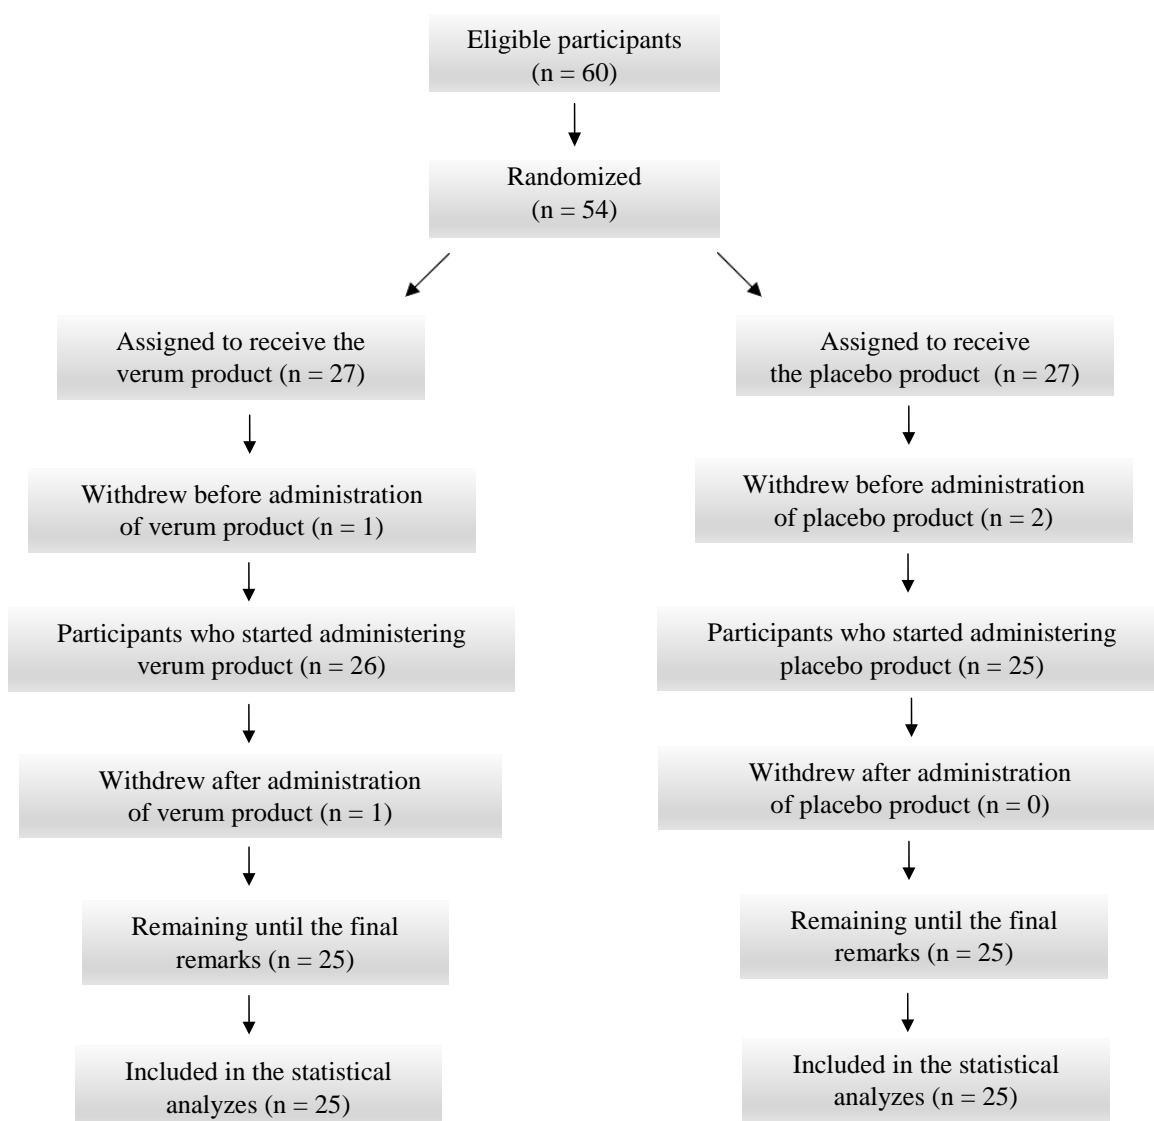 Eligible participants
(n = 60)
Randomized
(n = 54)
Assigned to receive the
verum product (n = 27)
Withdrew before administration
of verum product (n = 1)
Participants who started administering
verum product (n = 26)
Withdrew after administration
of verum product (n = 1)
Remaining until the final
remarks (n = 25)
Included in the statistical
analyzes (n = 25)
Assigned to receive
the placebo product (n = 27)
Withdrew before administration
of placebo product (n = 2)
Participants who started administering
placebo product (n = 25)
Withdrew after administration
of placebo product (n = 0)
Remaining until the final
remarks (n = 25)
Included in the statistical
analyzes (n = 25)